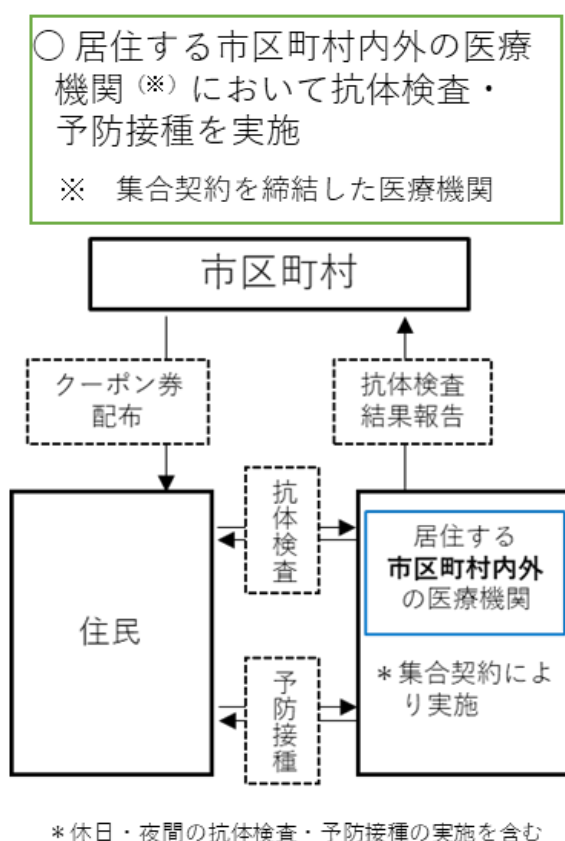 ○ 居住する市区町村内外の医療
機関（※）において抗体検査・
予防接種を実施
※　集合契約を締結した医療機関
市区町村
クーポン券
配布
抗体検査
結果報告
抗体検査
住民
居住する
市区町村内外
の医療機関
＊集合契約によ
り実施
予防接種
＊休日・夜間の抗体検査・予防接種の実施を含む